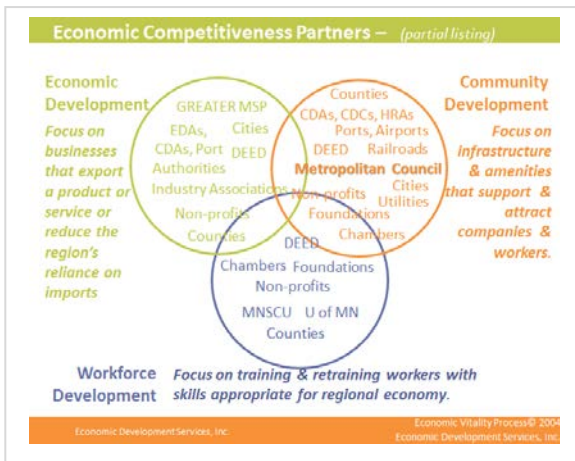 Economic Competitiveness Partners – (partial listing)
Economic
Development
Focus on
businesses
that export
a product or
service or
reduce the
region's
reliance on
imports
GREATER MSP
EDAs, Cities
CDAs, Port DEED
Authorities
Industry Associations
Non-profits
Counties
Counties
CDAs, CDCs, HRAs
Ports, Airports
DEED Railroads
Metropolitan Council
Non-profits Cities
Utilities
Foundations
Chambers
Community
Development
Focus on
infrastructure
& amenities
that support &
attract
companies &
workers.
DEED
Chambers Foundations
Non-profits
MNSCU U of MN
Counties
Workforce
Development
Focus on training & retraining workers with
skills appropriate for regional economy.
Economic Development Services, Inc.
Economic Vitality Process© 2004
Economic Development Services, Inc.